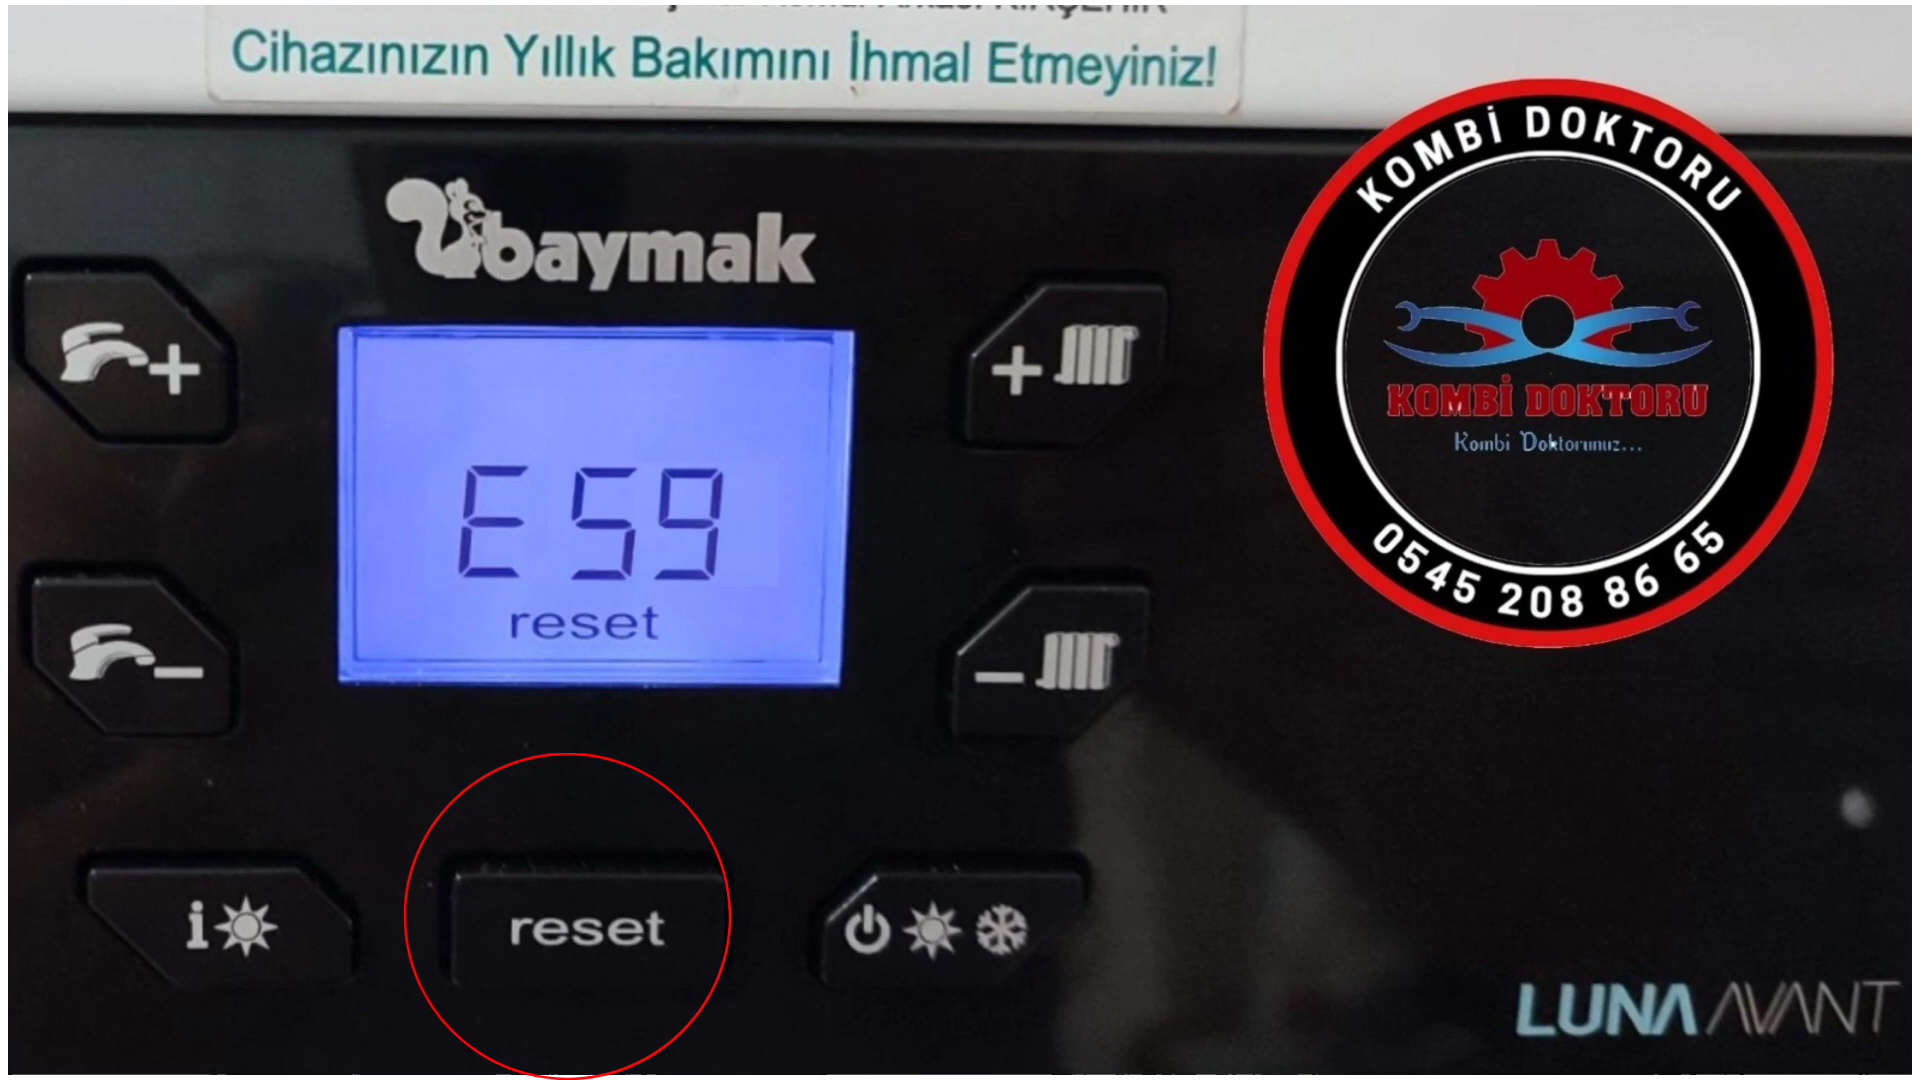 Cihazınızın Yıllık Bakımını İhmal Etmeyiniz!
baymak
E59
reset
reset
LUNA AVANT
KOMBİ DOKTORU
KOMBİ DOKTORU
Kombi Doktorunuz...
0545 208 86 65